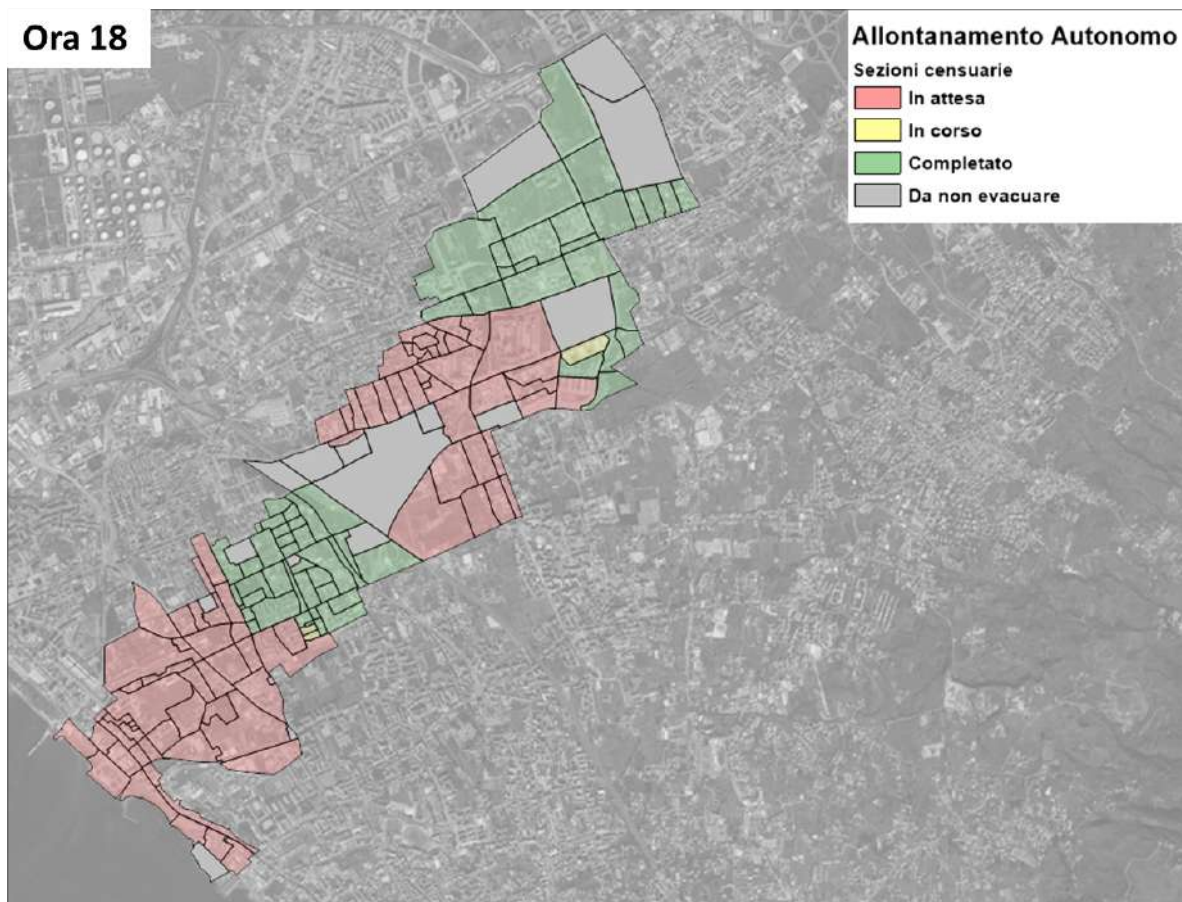 Ora 18
Allontanamento Autonomo
Sezioni censuarie
In attesa
In corso
Completato
Da non evacuare